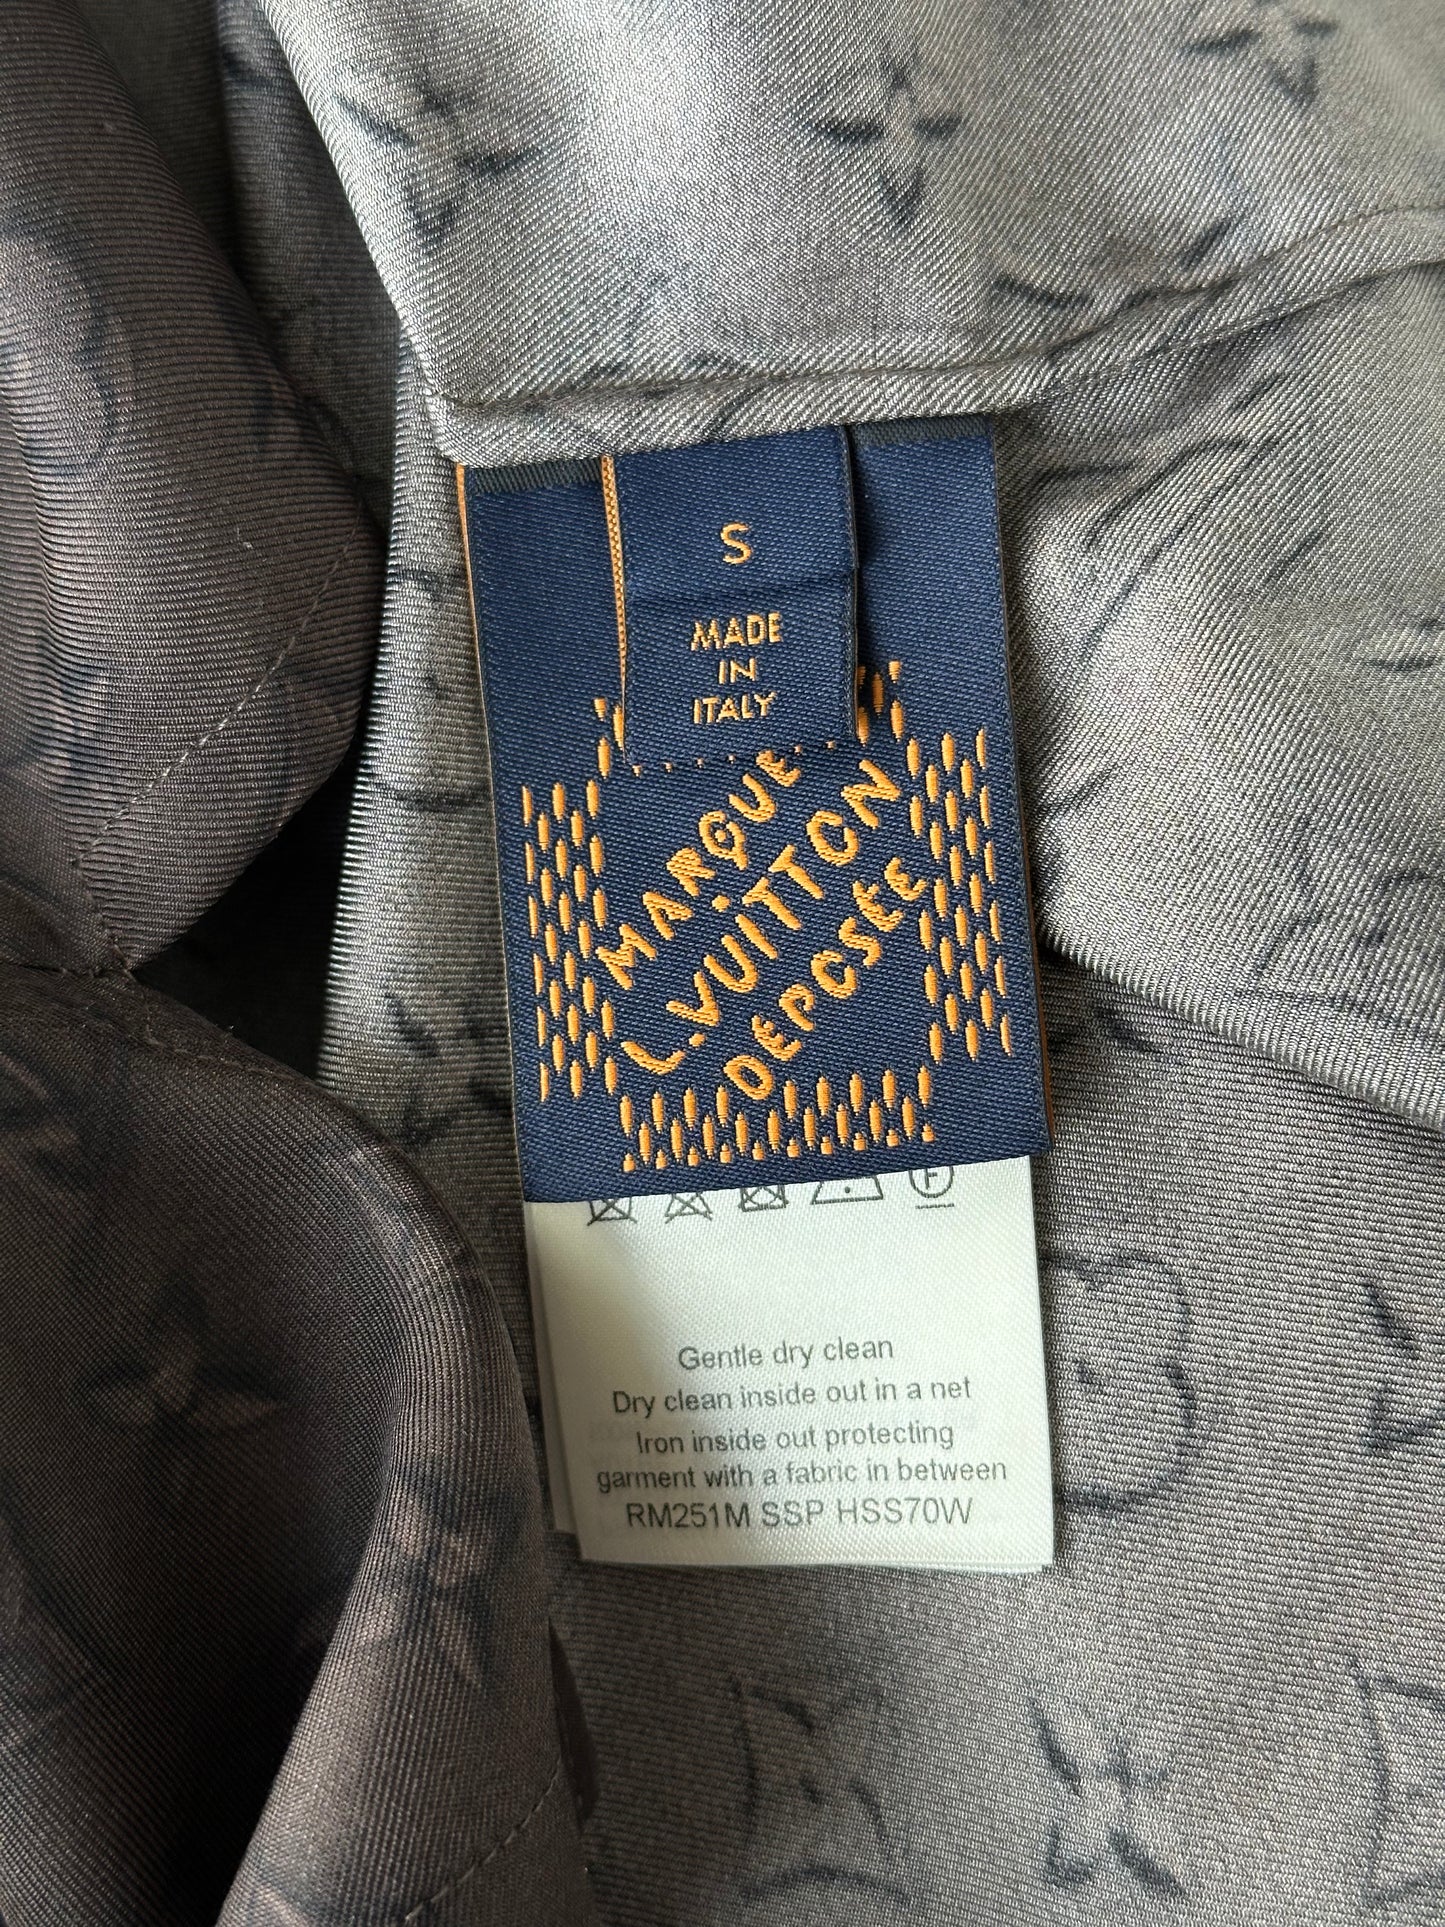 S
MADE
IN
ITALY
MARQUE
L.VUITTON
DÉPOSÉE
F
Gentle dry clean
Dry clean inside out in a net
Iron inside out protecting
garment with a fabric in between
RM251M SSP HSS70W